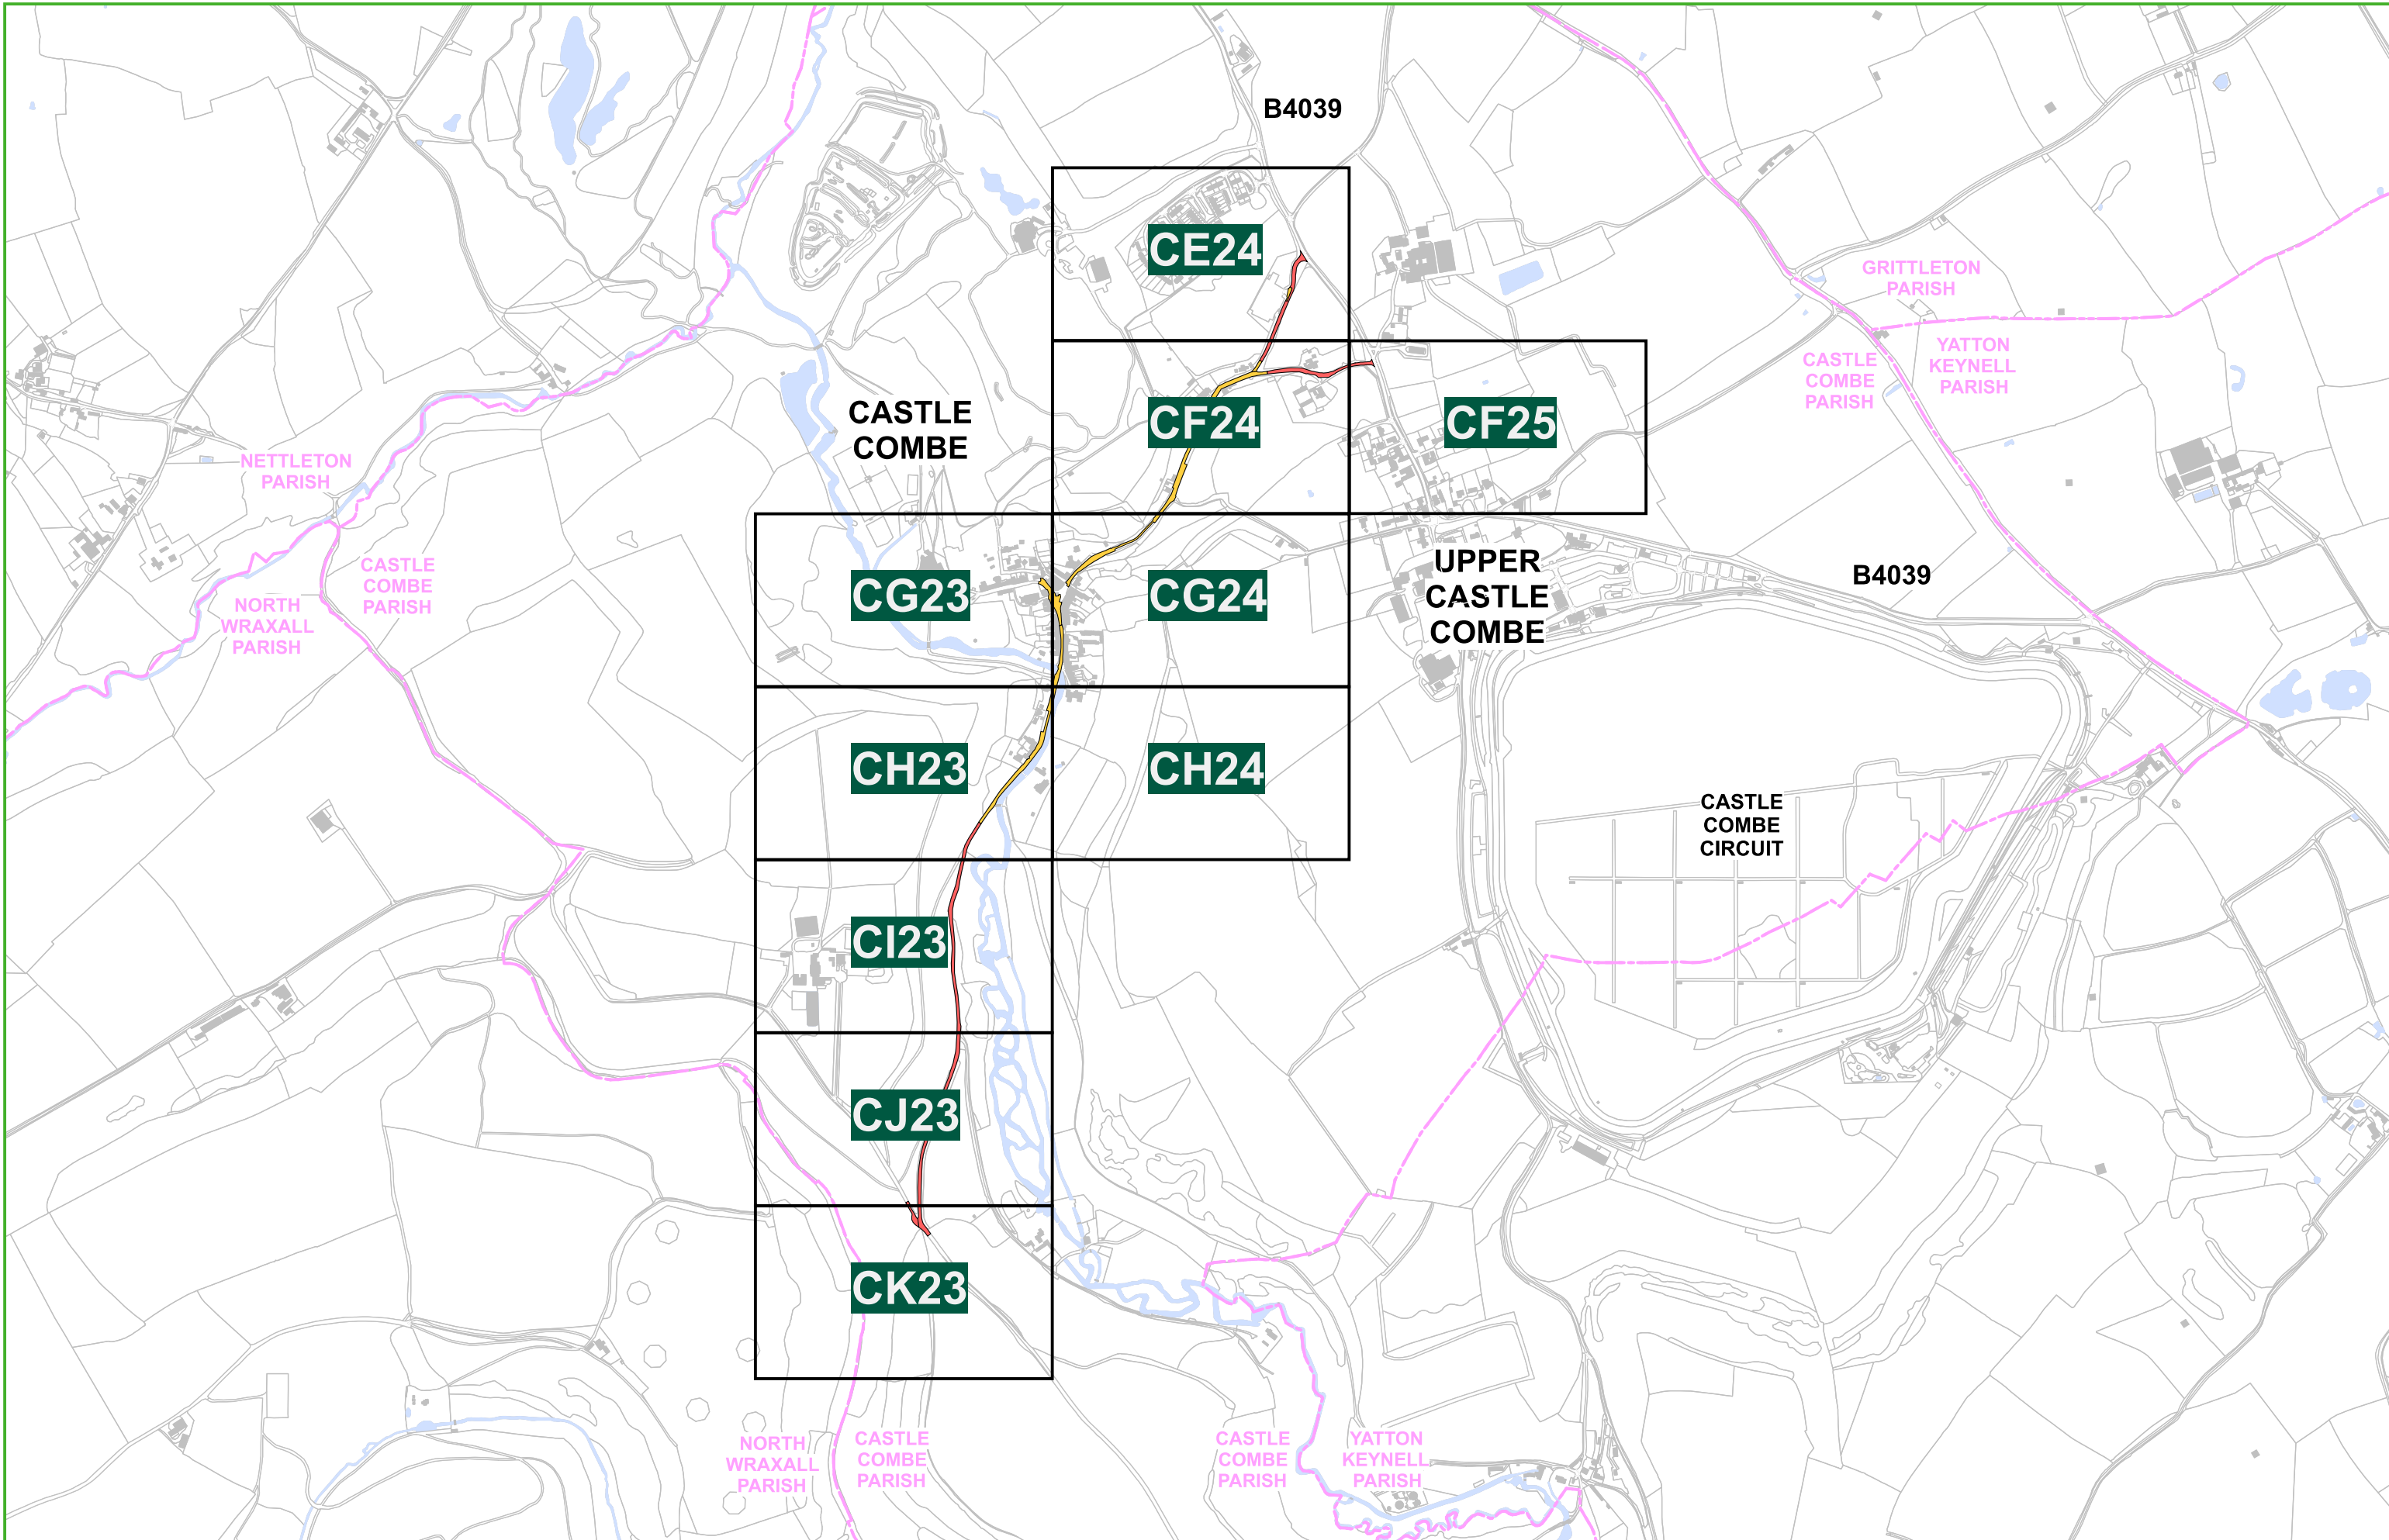 B4039
CE24
GRITTLETON
PARISH
YATTON
KEYNELL
PARISH
CASTLE
COMBE
PARISH
CASTLE
COMBE
CF24
CF25
NETTLETON
PARISH
CASTLE
COMBE
PARISH
NORTH
WRAXALL
PARISH
CG23
CG24
UPPER
CASTLE
COMBE
B4039
CH23
CH24
CASTLE
COMBE
CIRCUIT
CI23
CJ23
CK23
NORTH
WRAXALL
PARISH
CASTLE
COMBE
PARISH
CASTLE
COMBE
PARISH
YATTON
KEYNELL
PARISH